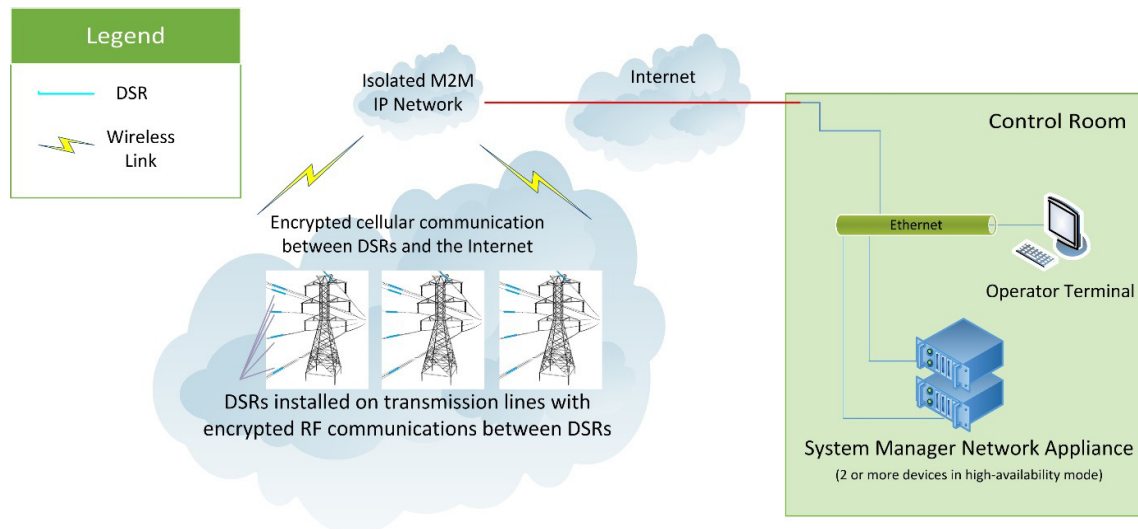 Legend
DSR
Wireless
Link
Isolated M2M
IP Network
Internet
Encrypted cellular communication
between DSRs and the Internet
DSRs installed on transmission lines with
encrypted RF communications between DSRs
Control Room
Ethernet
Operator Terminal
System Manager Network Appliance
(2 or more devices in high-availability mode)